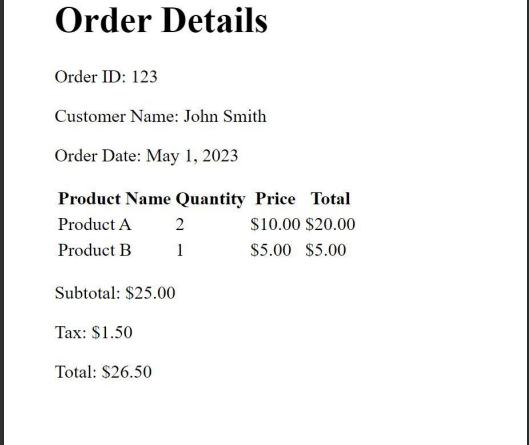 Order Details
Order ID: 123
Customer Name: John Smith
Order Date: May 1, 2023
Product Name Quantity Price Total
Product A 2 $10.00 $20.00
Product B 1 $5.00 $5.00
Subtotal: $25.00
Tax: $1.50
Total: $26.50